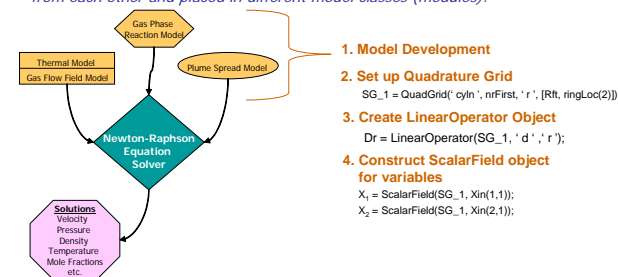 from each other and placed in different model classes (modules).
Gas Phase
Reaction Model
Thermal Model
Gas Flow Field Model
Plume Spread Model
Newton-Raphson
Equation
Solver
Solutions
Velocity
Pressure
Density
Temperature
Mole Fractions
etc.
1. Model Development
2. Set up Quadrature Grid
SG_1 = QuadGrid(' cyln ', nrFirst, ' r ', [Rft, ringLoc(2)])
3. Create LinearOperator Object
Dr = LinearOperator(SG_1, ' d ' ,' r ');
4. Construct ScalarField object
for variables
X1 = ScalarField(SG_1, Xin(1,1));
X2 = ScalarField(SG_1, Xin(2,1));